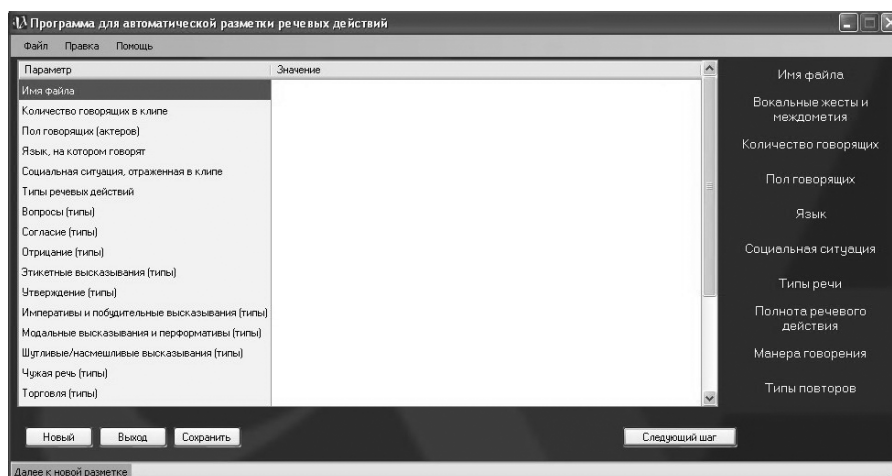 Программа для автоматической разметки речевых действий
Файл Правка Помощь
Параметр Значение
Имя файла
Количество говорящих в клипе
Пол говорящих (актеров)
Язык, на котором говорят
Социальная ситуация, отраженная в клипе
Типы речевых действий
Вопросы (типы)
Согласие (типы)
Отрицание (типы)
Этикетные высказывания (типы)
Утверждение (типы)
Императивы и побудительные высказывания (типы)
Модальные высказывания и перформативы (типы)
Шутливые/насмешливые высказывания (типы)
Чужая речь (типы)
Торговля (типы)
Имя файла
Вокальные жесты и
междометия
Количество говорящих
Пол говорящих
Язык
Социальная ситуация
Типы речи
Полнота речевого
действия
Манера говорения
Типы повторов
Новый Выход Сохранить Следующий шаг
Далее к новой разметке